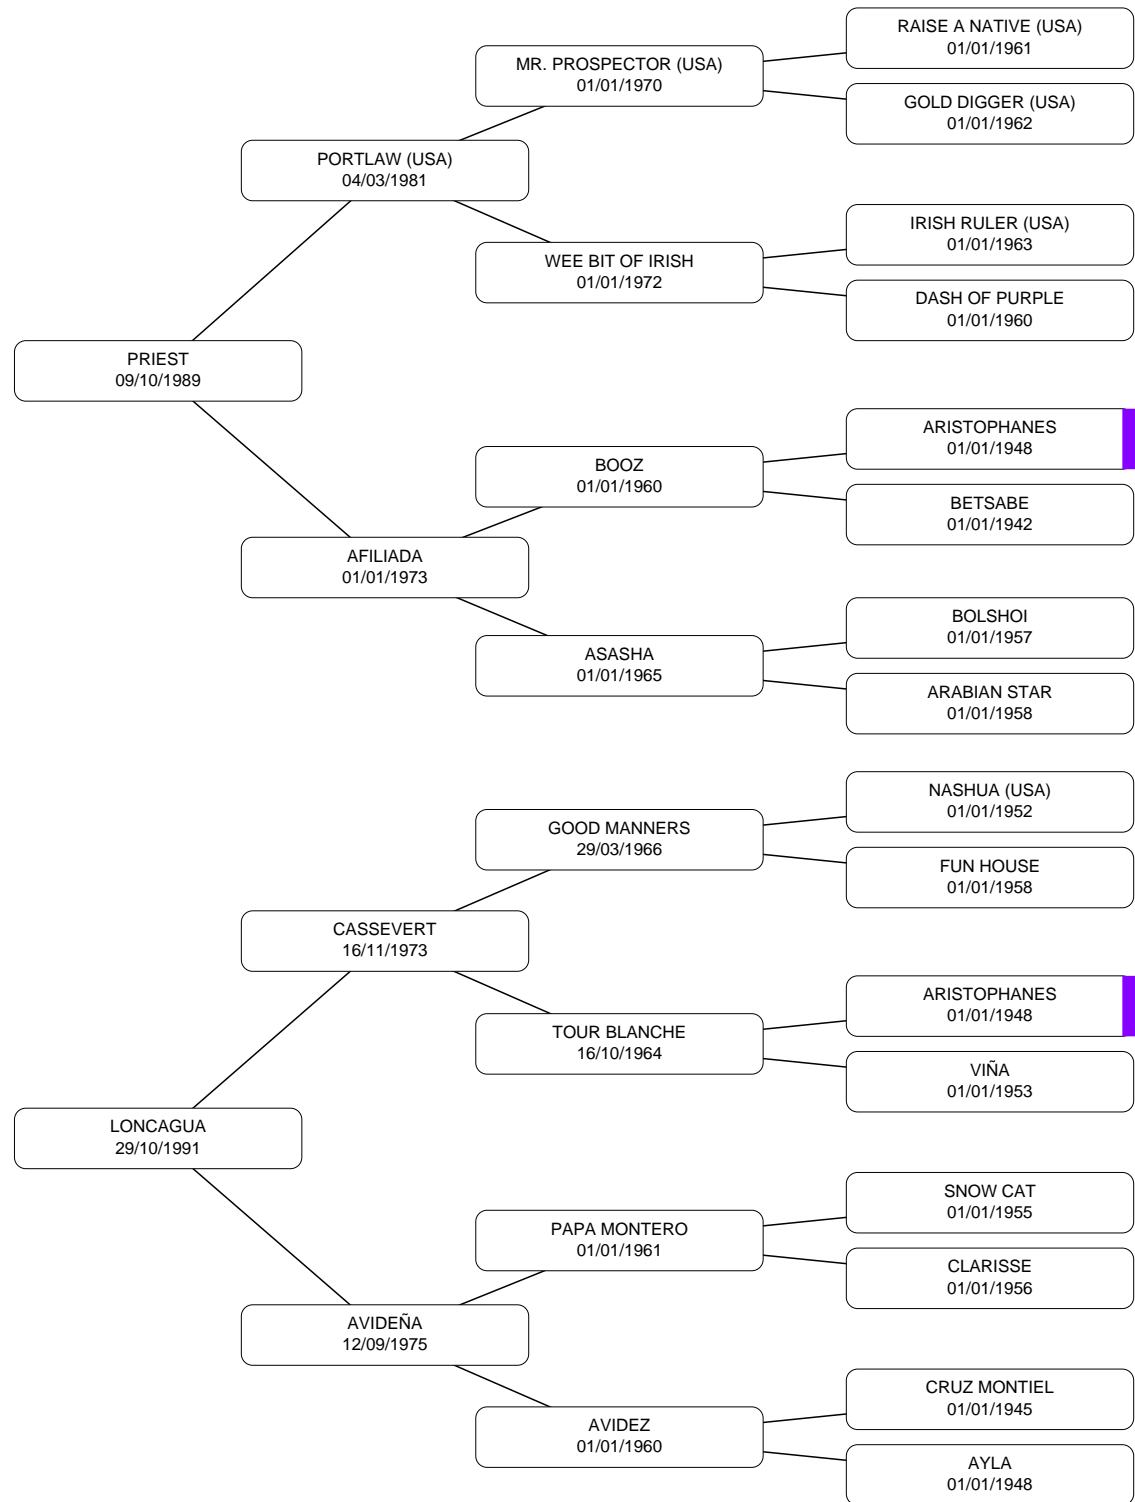 RAISE A NATIVE (USA)
01/01/1961
MR. PROSPECTOR (USA)
01/01/1970
GOLD DIGGER (USA)
01/01/1962
PORTLAW (USA)
04/03/1981
IRISH RULER (USA)
01/01/1963
WEE BIT OF IRISH
01/01/1972
DASH OF PURPLE
01/01/1960
PRIEST
09/10/1989
ARISTOPHANES
01/01/1948
BOOZ
01/01/1960
BETSABE
01/01/1942
AFILIADA
01/01/1973
BOLSHOI
01/01/1957
ASASHA
01/01/1965
ARABIAN STAR
01/01/1958
NASHUA (USA)
01/01/1952
GOOD MANNERS
29/03/1966
FUN HOUSE
01/01/1958
CASSEVERT
16/11/1973
ARISTOPHANES
01/01/1948
TOUR BLANCHE
16/10/1964
VIÑA
01/01/1953
LONCAGUA
29/10/1991
SNOW CAT
01/01/1955
PAPA MONTERO
01/01/1961
CLARISSE
01/01/1956
AVIDEÑA
12/09/1975
CRUZ MONTIEL
01/01/1945
AVIDEZ
01/01/1960
AYLA
01/01/1948